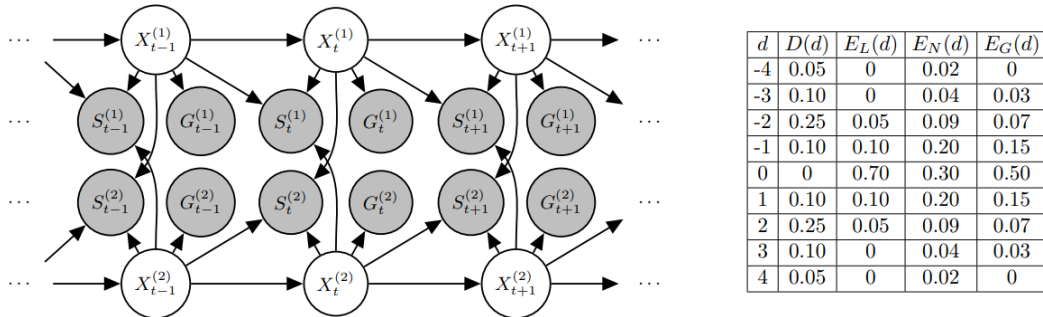 ··· X_{t-1}^{(1)} X_t^{(1)} X_{t+1}^{(1)} ···
··· S_{t-1}^{(1)} G_{t-1}^{(1)} S_t^{(1)} G_t^{(1)} S_{t+1}^{(1)} G_{t+1}^{(1)} ···
··· S_{t-1}^{(2)} G_{t-1}^{(2)} S_t^{(2)} G_t^{(2)} S_{t+1}^{(2)} G_{t+1}^{(2)} ···
··· X_{t-1}^{(2)} X_t^{(2)} X_{t+1}^{(2)} ···
d D(d) E_L(d) E_N(d) E_G(d)
-4 0.05 0 0.02 0
-3 0.10 0 0.04 0.03
-2 0.25 0.05 0.09 0.07
-1 0.10 0.10 0.20 0.15
0 0 0.70 0.30 0.50
1 0.10 0.10 0.20 0.15
2 0.25 0.05 0.09 0.07
3 0.10 0 0.04 0.03
4 0.05 0 0.02 0